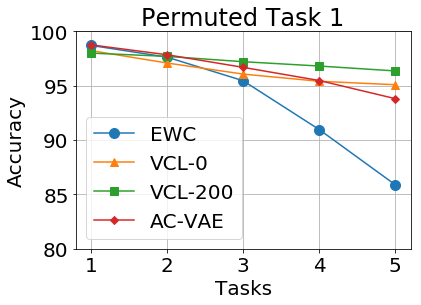 Permuted Task 1
Accuracy
100
95
90
85
80
EWC
VCL-0
VCL-200
AC-VAE
1 2 3 4 5
Tasks